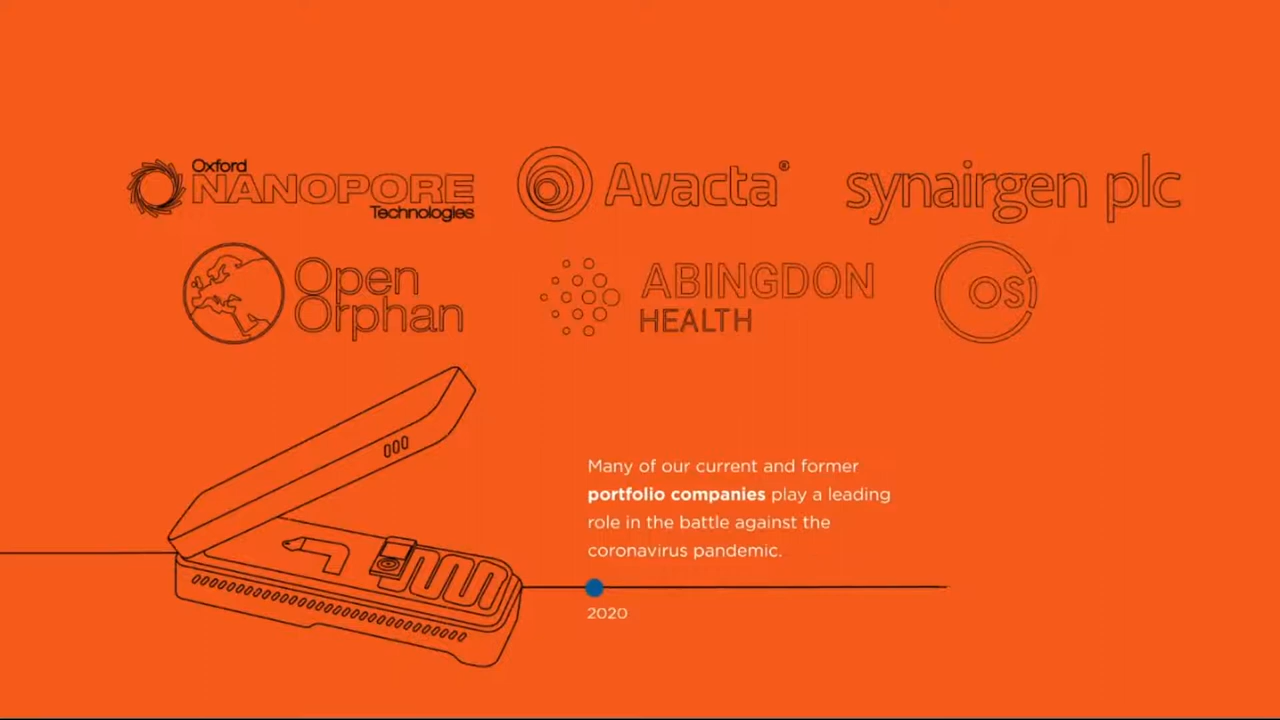 Oxford
NANOPORE
Technologies
Avacta®
synairgen plc
Open
Orphan
ABINGDON
HEALTH
OSI
Many of our current and former
portfolio companies play a leading
role in the battle against the
coronavirus pandemic.
2020